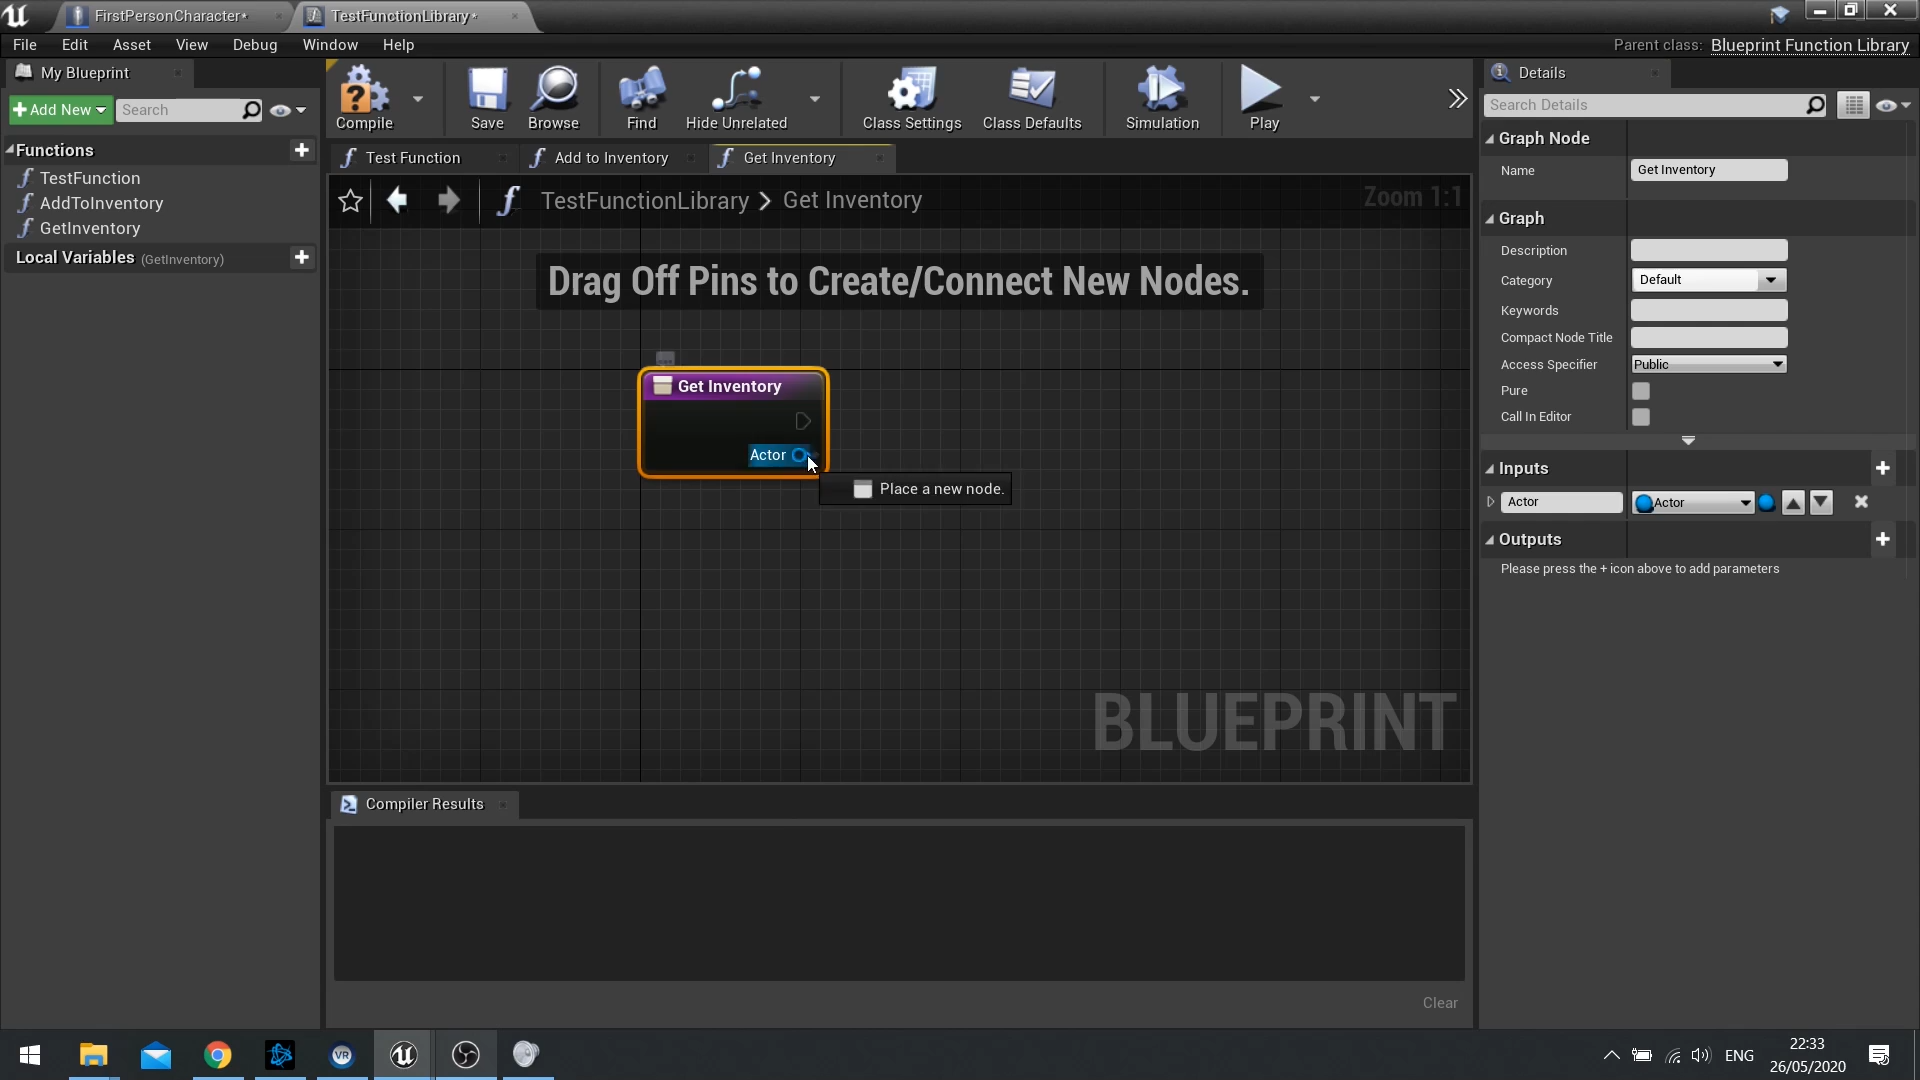 FirstPersonCharacter*
TestFunctionLibrary*
File Edit Asset View Debug Window Help
Parent class: Blueprint Function Library
My Blueprint
Add New
Search
Functions
TestFunction
AddToInventory
GetInventory
Local Variables (GetInventory)
Compile
Save
Browse
Find
Hide Unrelated
Class Settings
Class Defaults
Simulation
Play
Test Function
Add to Inventory
Get Inventory
TestFunctionLibrary > Get Inventory
Zoom 1:1
Drag Off Pins to Create/Connect New Nodes.
Get Inventory
Actor
Place a new node.
BLUEPRINT
Compiler Results
Clear
Details
Search Details
Graph Node
Name Get Inventory
Graph
Description
Category Default
Keywords
Compact Node Title
Access Specifier Public
Pure
Call In Editor
Inputs
Actor Actor
Outputs
Please press the + icon above to add parameters
VR
ENG
22:33
26/05/2020